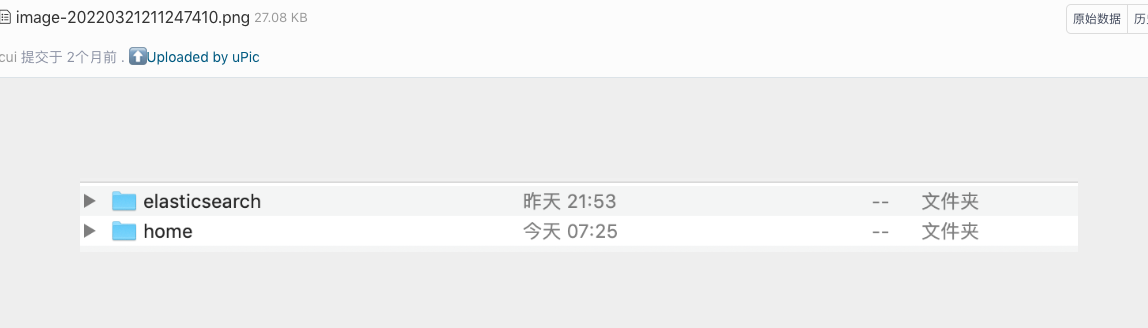 image-20220321211247410.png 27.08 KB 原始数据
cui 提交于 2个月前 . ⬆️Uploaded by uPic
elasticsearch 昨天 21:53 -- 文件夹
home 今天 07:25 -- 文件夹